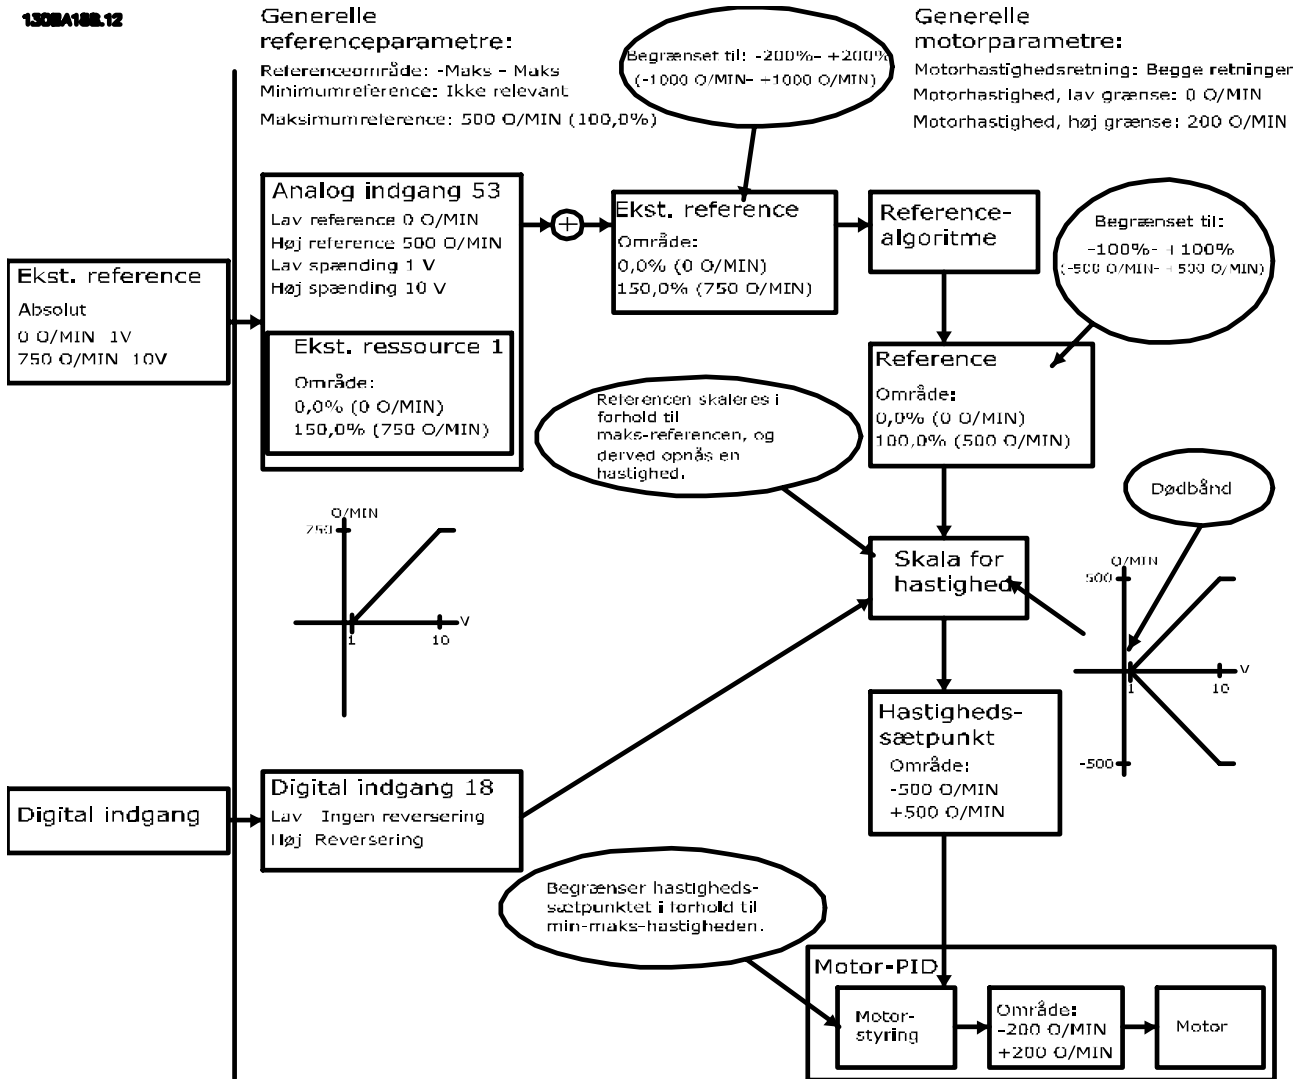 130BA188.12
Generelle
referenceparametre:
Referenceområde: -Maks - Maks
Minimumreference: Ikke relevant
Maksimumreference: 500 O/MIN (100,0%)
Begrænset til: -200%- +200%
(-1000 O/MIN- +1000 O/MIN)
Generelle
motorparametre:
Motorhastighedsretning: Begge retninger
Motorhastighed, lav grænse: 0 O/MIN
Motorhastighed, høj grænse: 200 O/MIN
Ekst. reference
Absolut
0 O/MIN 1V
750 O/MIN 10V
Analog indgang 53
Lav reference 0 O/MIN
Høj reference 500 O/MIN
Lav spænding 1 V
Høj spænding 10 V
Ekst. ressource 1
Område:
0,0% (0 O/MIN)
150,0% (750 O/MIN)
+
Ekst. reference
Område:
0,0% (0 O/MIN)
150,0% (750 O/MIN)
Reference-
algoritme
Begrænset til:
-100%- +100%
(-500 O/MIN- +500 O/MIN)
Reference
Område:
0,0% (0 O/MIN)
100,0% (500 O/MIN)
Referencen skaleres i
forhold til
maks-referencen, og
derved opnås en
hastighed.
Dødbånd
O/MIN
750
V
1
10
Skala for
hastighed
O/MIN
500
V
1
10
-500
Hastigheds-
sætpunkt
Område:
-500 O/MIN
+500 O/MIN
Digital indgang
Digital indgang 18
Lav Ingen reversering
Høj Reversering
Begrænser hastigheds-
sætpunktet i forhold til
min-maks-hastigheden.
Motor-PID
Motor-
styring
Område:
-200 O/MIN
+200 O/MIN
Motor